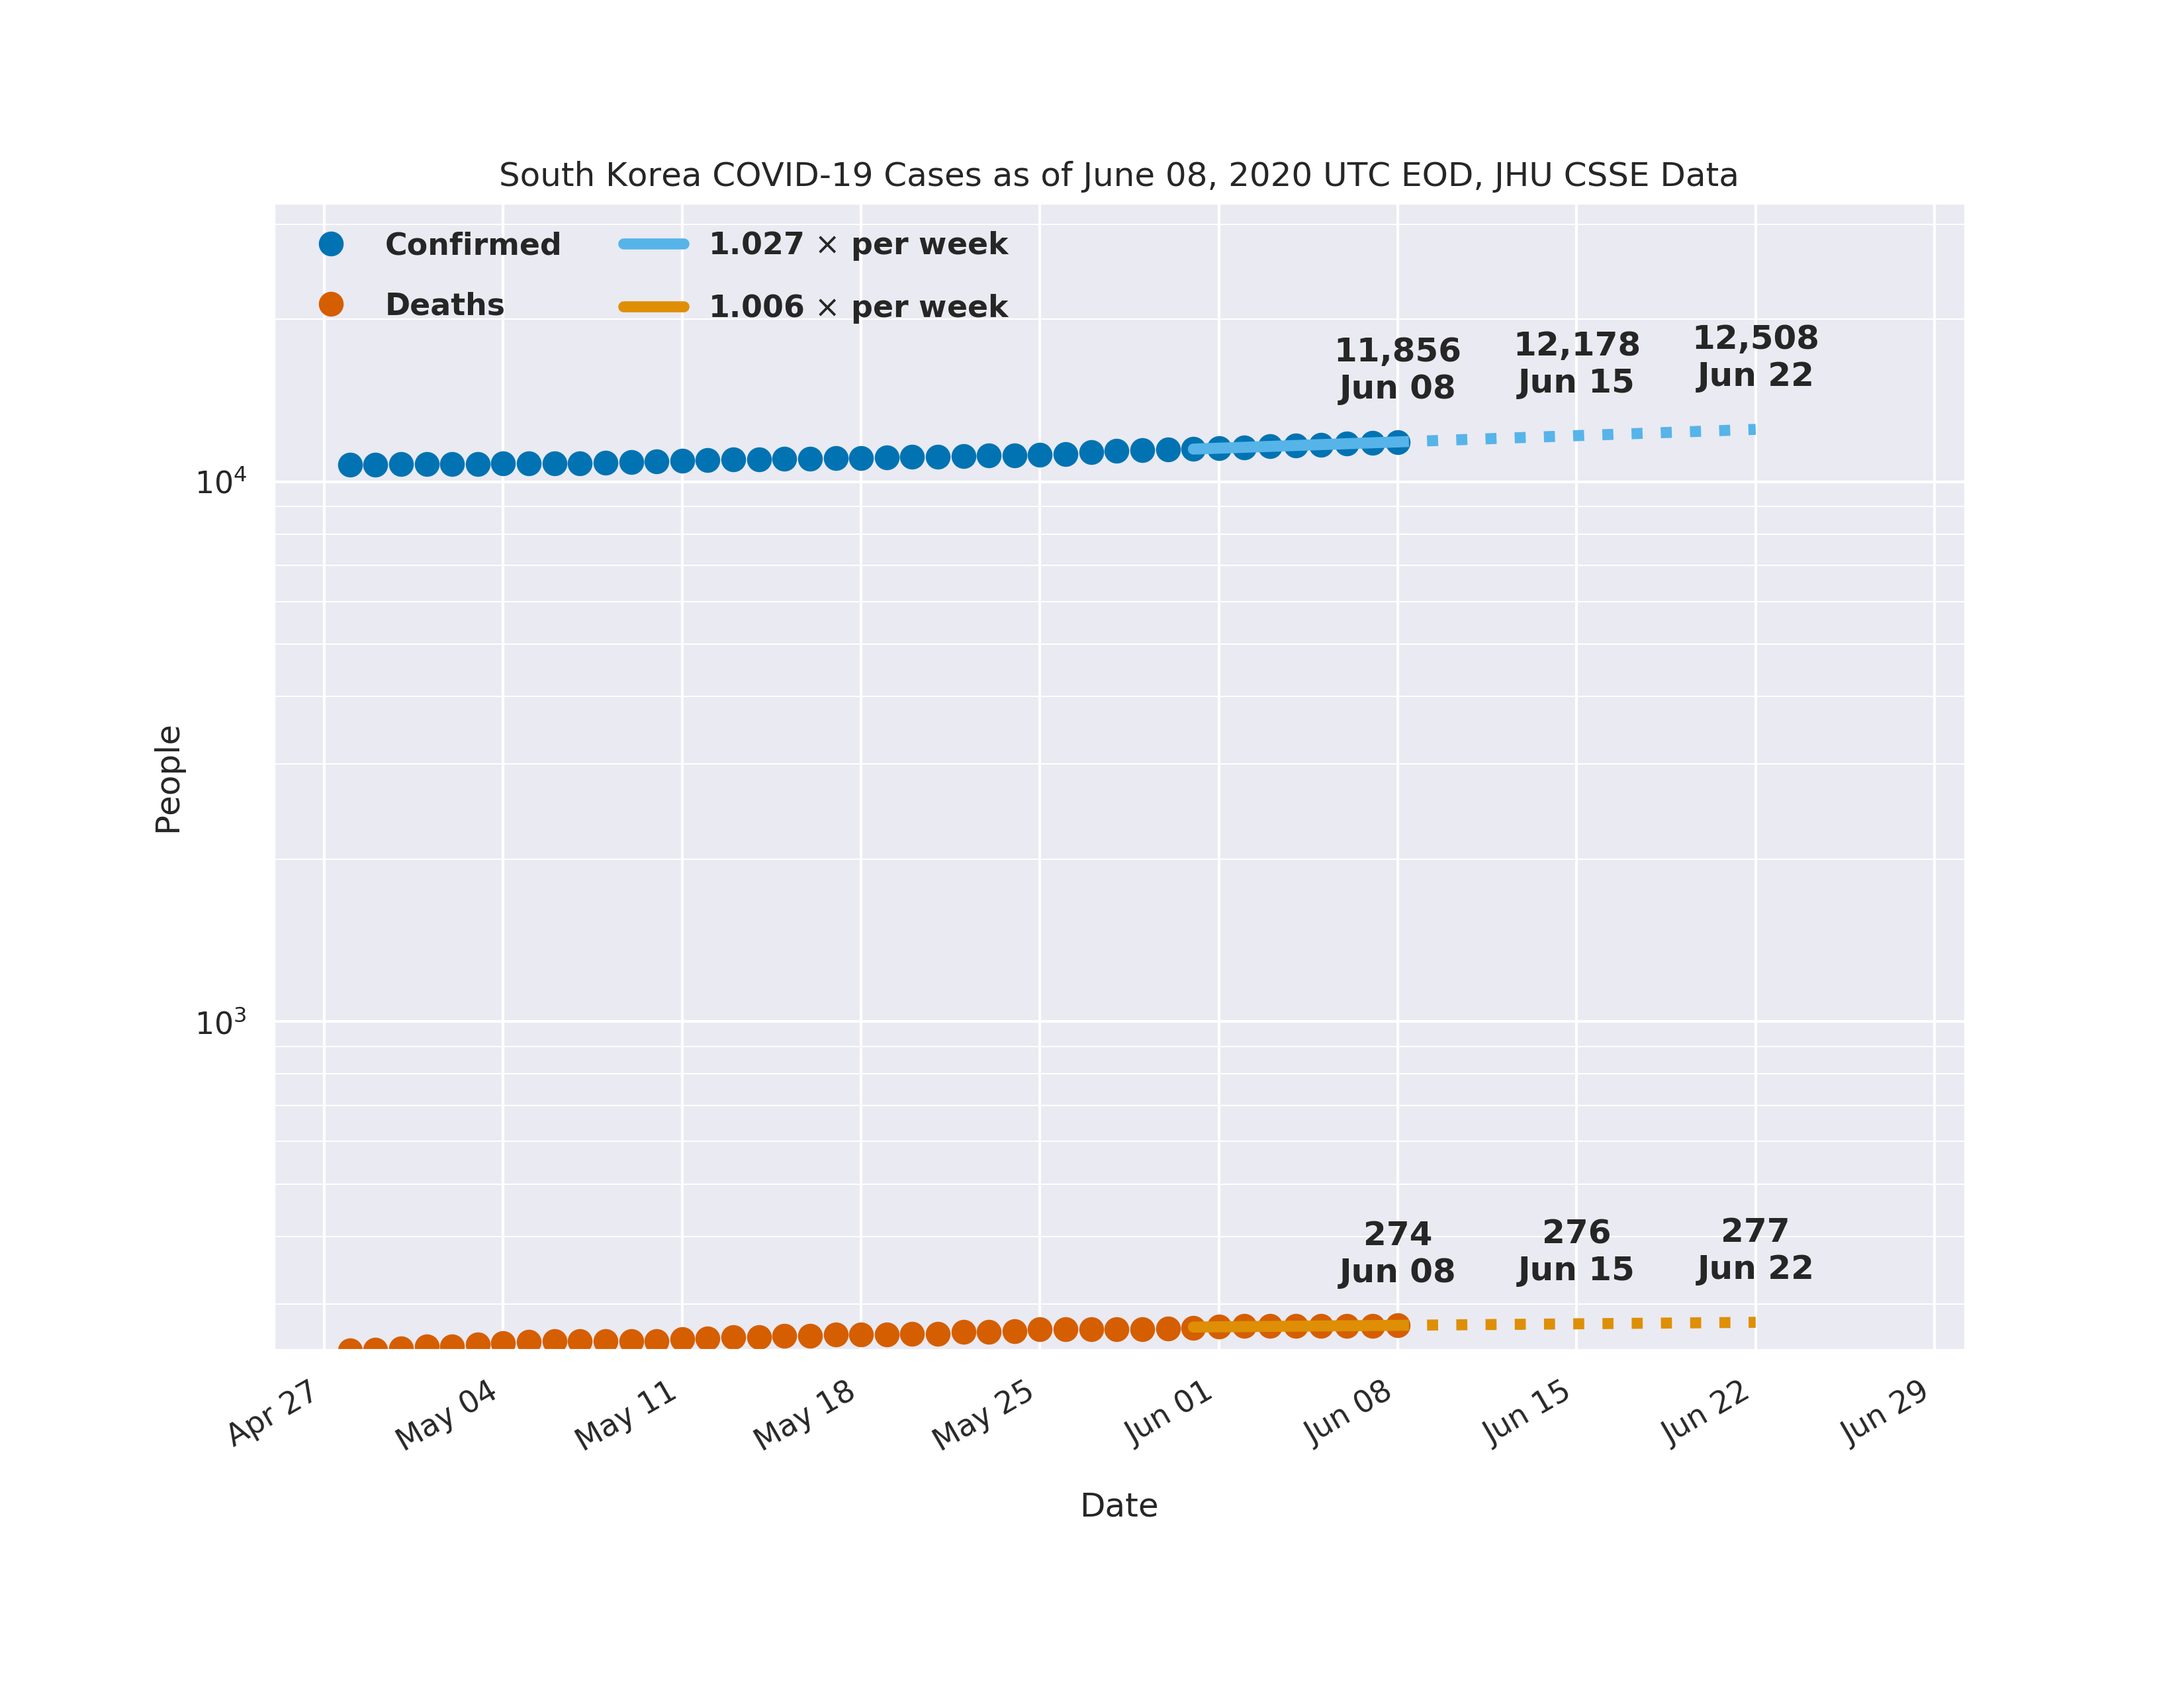 South Korea COVID-19 Cases as of June 08, 2020 UTC EOD, JHU CSSE Data
Confirmed
Deaths
1.027 × per week
1.006 × per week
11,856
Jun 08
12,178
Jun 15
12,508
Jun 22
10⁴
10³
People
274
Jun 08
276
Jun 15
277
Jun 22
Apr 27
May 04
May 11
May 18
May 25
Jun 01
Jun 08
Jun 15
Jun 22
Jun 29
Date